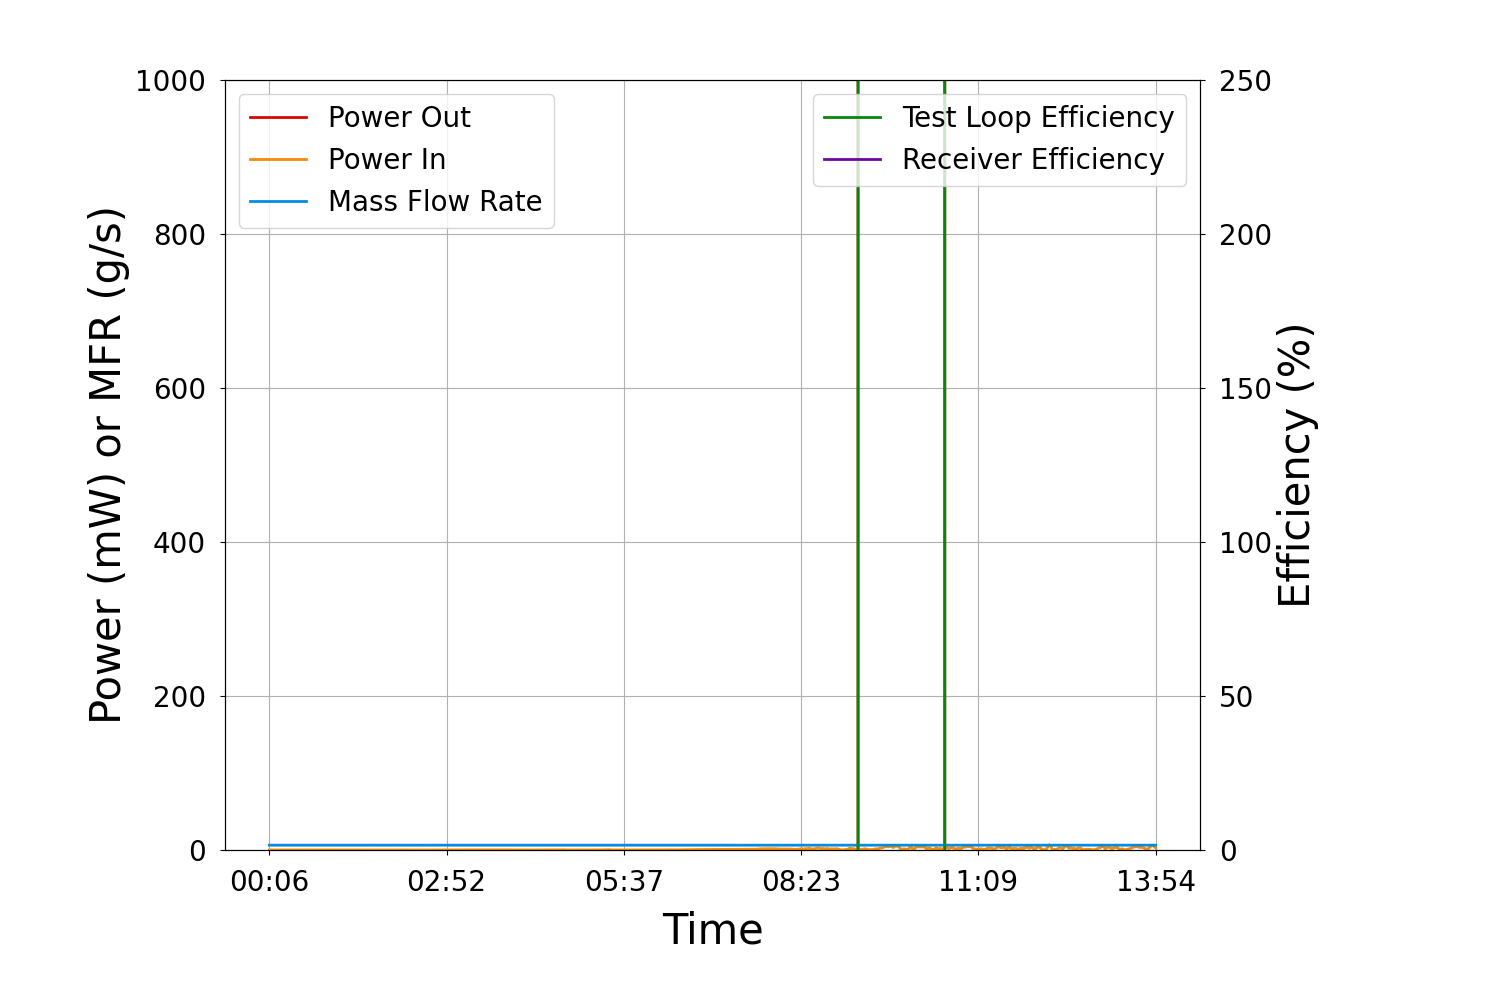 1000
800
600
400
200
0
Power (mW) or MFR (g/s)
Power Out
Power In
Mass Flow Rate
Test Loop Efficiency
Receiver Efficiency
250
200
150
100
50
0
Efficiency (%)
00:06 02:52 05:37 08:23 11:09 13:54
Time